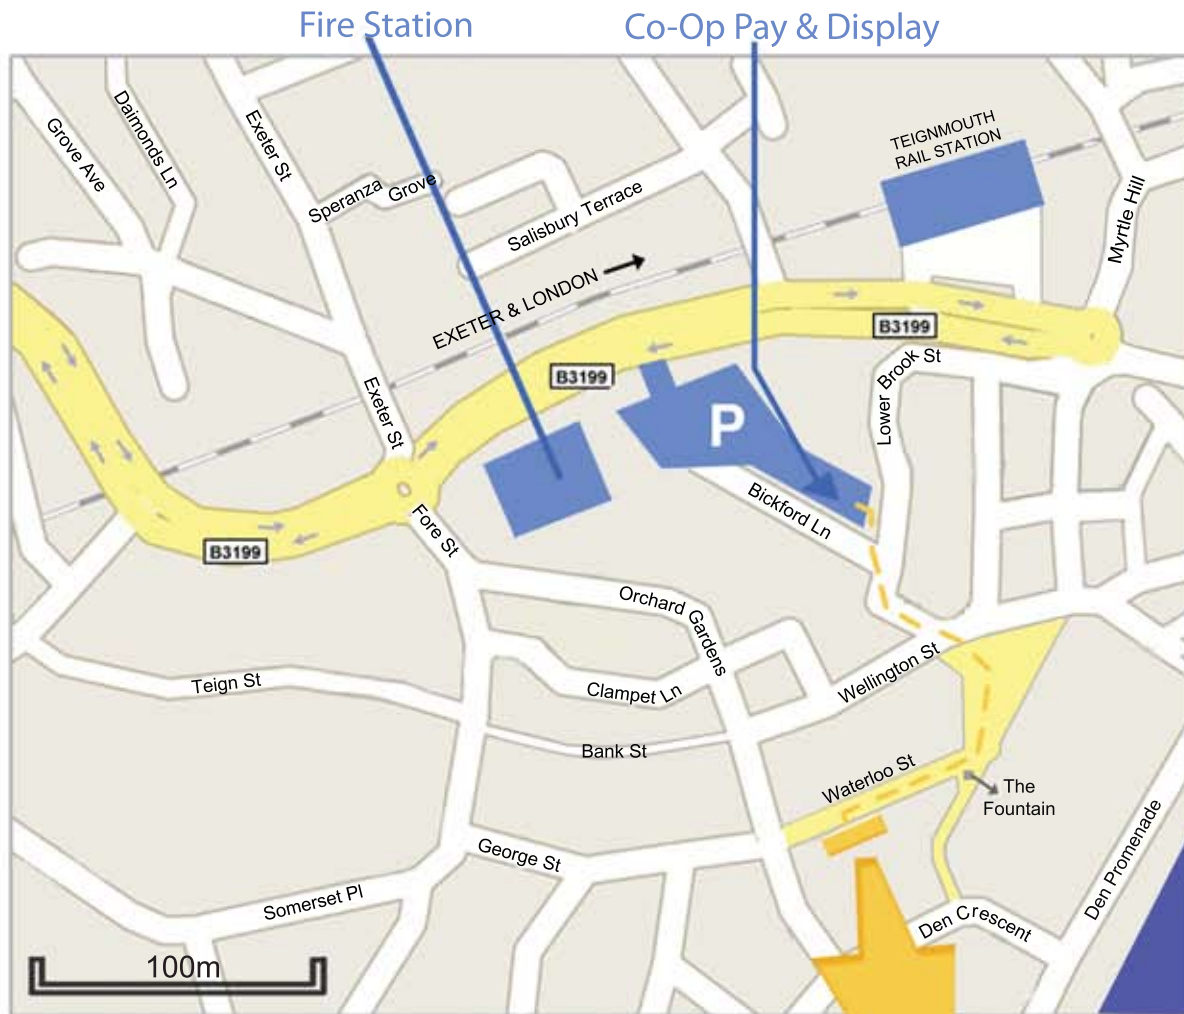 Fire Station
Co-Op Pay & Display
TEIGNMOUTH
RAIL STATION
Grove Ave
Daimonds Ln
Exeter St
Speranza Grove
Salisbury Terrace
Myrtle Hill
EXETER & LONDON
B3199
B3199
Lower Brook St
Exeter St
P
Bickford Ln
Fore St
B3199
Orchard Gardens
Wellington St
Teign St
Clampet Ln
Bank St
Waterloo St
The
Fountain
George St
Den Promenade
Somerset Pl
Den Crescent
100m